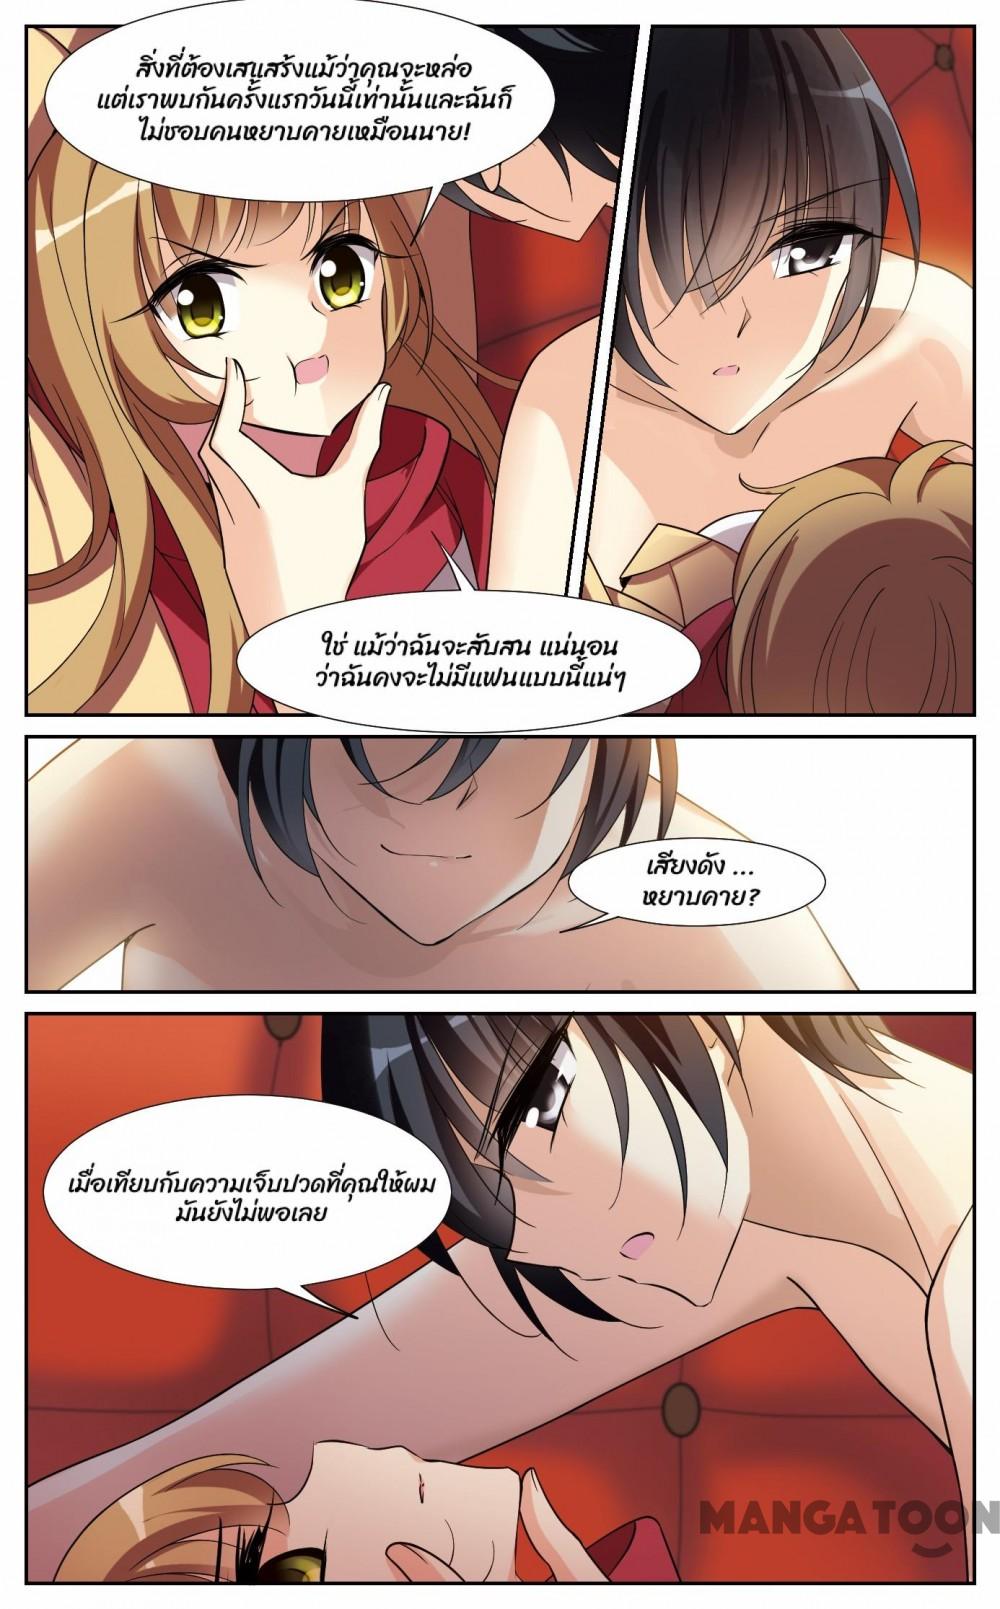 สิ่งที่ต้องเสแสร้งแม้ว่าคุณจะหล่อ
แต่เราพบกันครั้งแรกวันนี้เท่านั้นและฉันก็
ไม่ชอบคนหยาบคายเหมือนนาย!
ใช่ แม้ว่าฉันจะสับสน แน่นอน
ว่าฉันคงจะไม่มีแฟนแบบนี้แน่ๆ
เสียงดัง ...
หยาบคาย?
เมื่อเทียบกับความเจ็บปวดที่คุณให้ผม
มันยังไม่พอเลย
MANGATOON